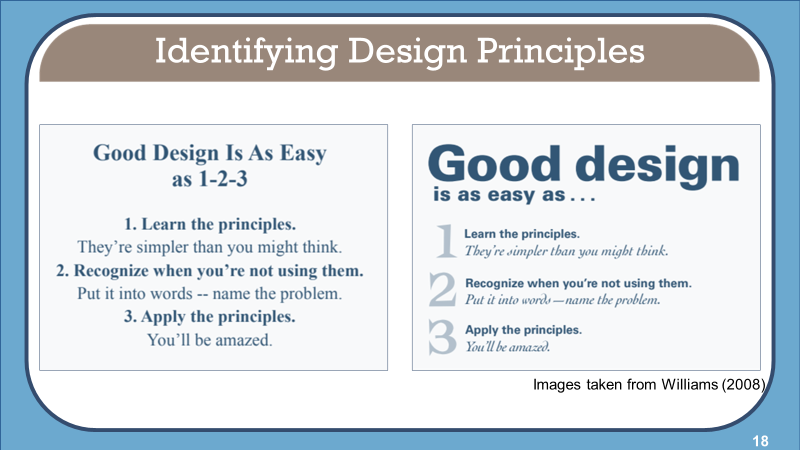 Identifying Design Principles
Good Design Is As Easy
as 1-2-3
1. Learn the principles.
They're simpler than you might think.
2. Recognize when you're not using them.
Put it into words -- name the problem.
3. Apply the principles.
You'll be amazed.
Good design
is as easy as . . .
1 Learn the principles.
They're simpler than you might think.
2 Recognize when you're not using them.
Put it into words—name the problem.
3 Apply the principles.
You'll be amazed.
Images taken from Williams (2008)
18